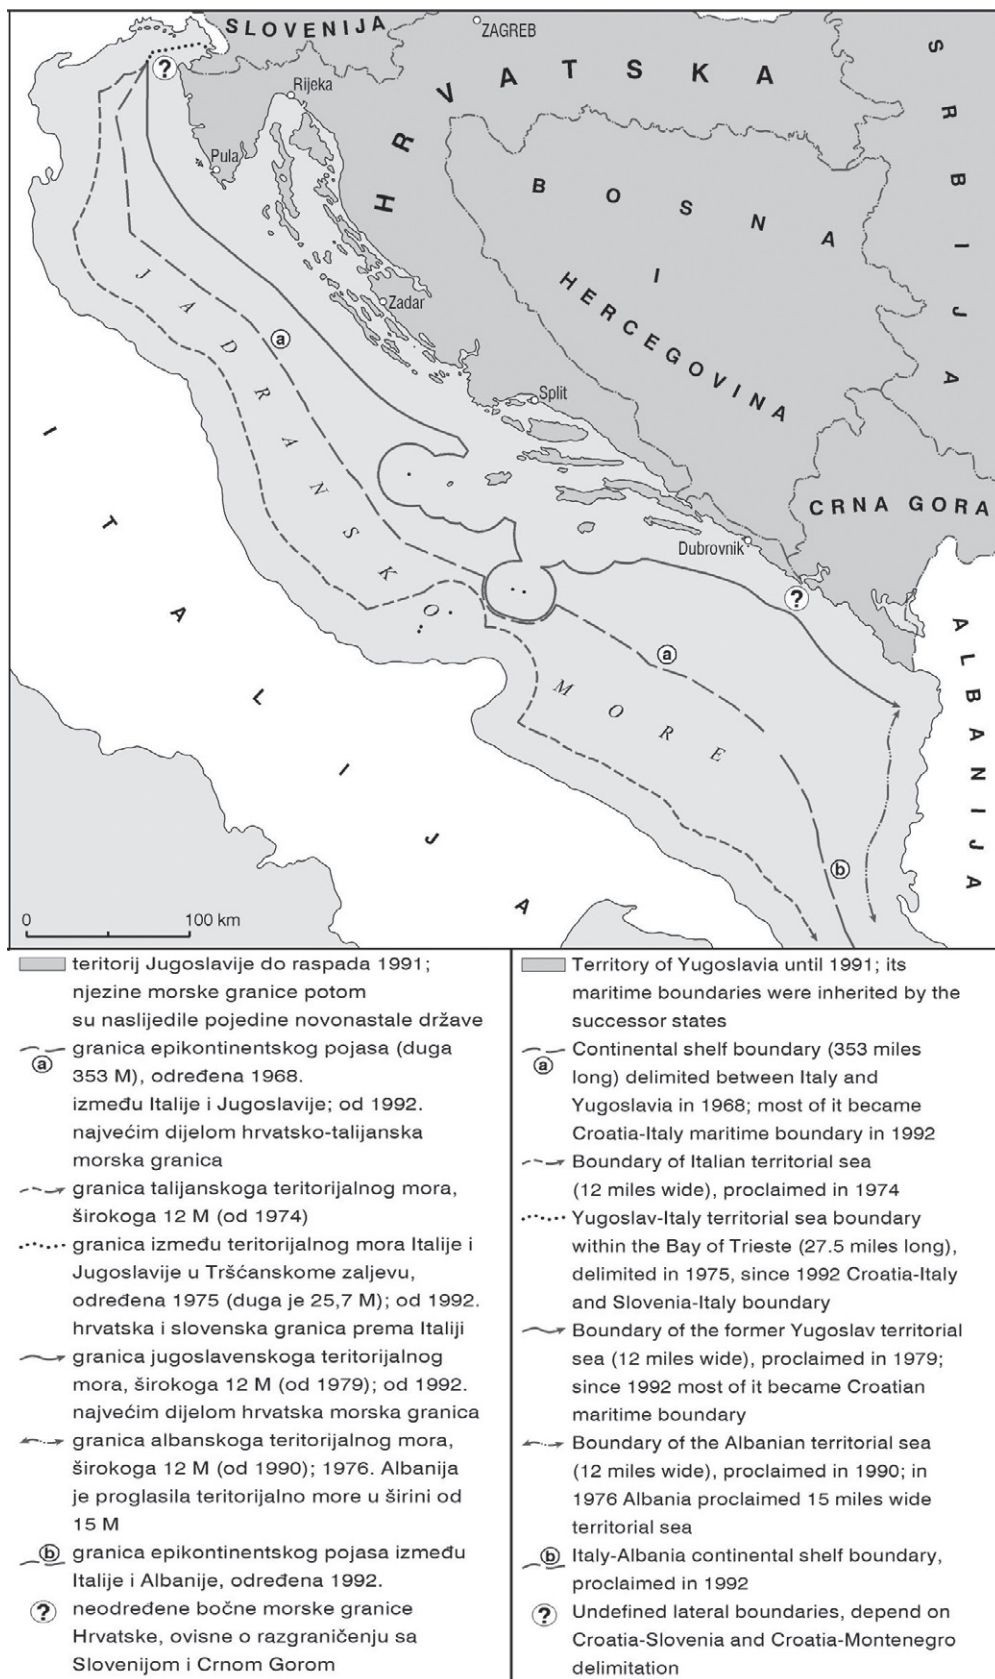 SLOVENIJA
ZAGREB
HRVATSKA
SRBIJA
?
Rijeka
Pula
BOSNA
I
HERCEGOVINA
Zadar
JADRANSKO
a
Split
CRNA GORA
Dubrovnik
?
ITALIJA
ALBANIJA
a
MORE
b
0 100 km
teritorij Jugoslavije do raspada 1991;
njezine morske granice potom
su naslijedile pojedine novonastale države
granica epikontinentskog pojasa (duga
a 353 M), određena 1968.
između Italije i Jugoslavije; od 1992.
najvećim dijelom hrvatsko-talijanska
morska granica
granica talijanskoga teritorijalnog mora,
širokoga 12 M (od 1974)
granica između teritorijalnog mora Italije i
Jugoslavije u Tršćanskome zaljevu,
određena 1975 (duga je 25,7 M); od 1992.
hrvatska i slovenska granica prema Italiji
granica jugoslavenskoga teritorijalnog
mora, širokoga 12 M (od 1979); od 1992.
najvećim dijelom hrvatska morska granica
granica albanskoga teritorijalnog mora,
širokoga 12 M (od 1990); 1976. Albanija
je proglasila teritorijalno more u širini od
15 M
b granica epikontinentskog pojasa između
Italije i Albanije, određena 1992.
? neodređene bočne morske granice
Hrvatske, ovisne o razgraničenju sa
Slovenijom i Crnom Gorom
Territory of Yugoslavia until 1991; its
maritime boundaries were inherited by the
successor states
Continental shelf boundary (353 miles
a long) delimited between Italy and
Yugoslavia in 1968; most of it became
Croatia-Italy maritime boundary in 1992
Boundary of Italian territorial sea
(12 miles wide), proclaimed in 1974
Yugoslav-Italy territorial sea boundary
within the Bay of Trieste (27.5 miles long),
delimited in 1975, since 1992 Croatia-Italy
and Slovenia-Italy boundary
Boundary of the former Yugoslav territorial
sea (12 miles wide), proclaimed in 1979;
since 1992 most of it became Croatian
maritime boundary
Boundary of the Albanian territorial sea
(12 miles wide), proclaimed in 1990; in
1976 Albania proclaimed 15 miles wide
territorial sea
b Italy-Albania continental shelf boundary,
proclaimed in 1992
? Undefined lateral boundaries, depend on
Croatia-Slovenia and Croatia-Montenegro
delimitation